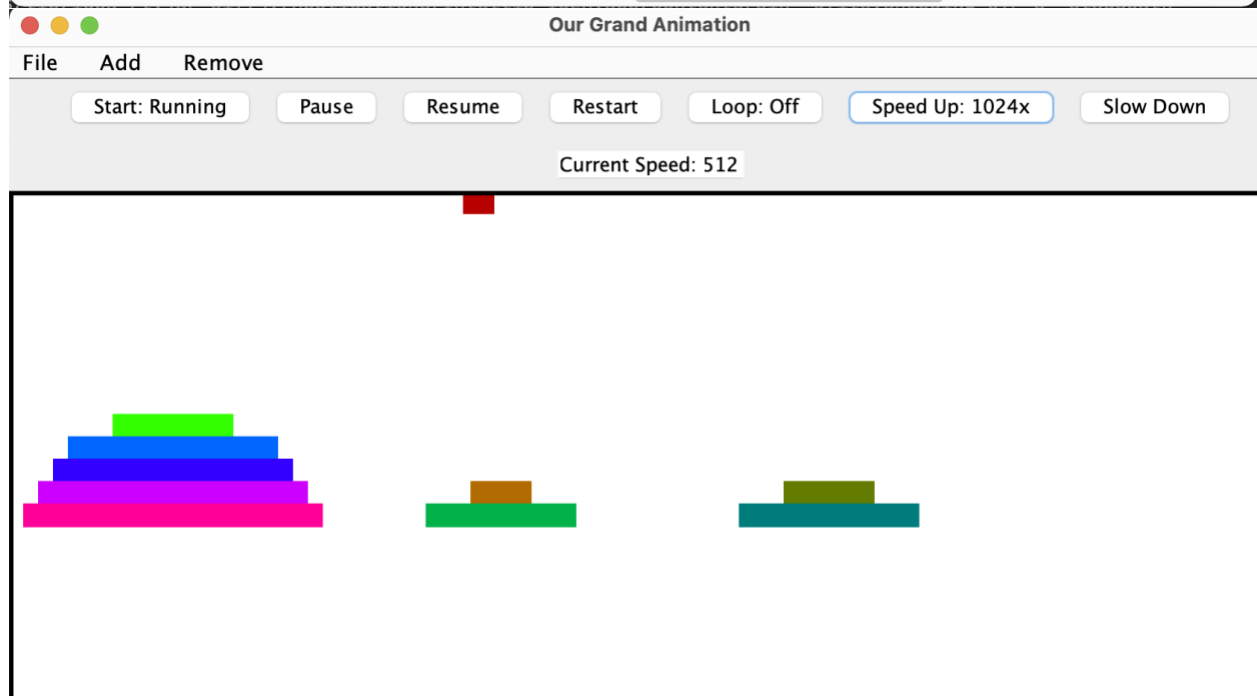 Our Grand Animation
File Add Remove
Start: Running Pause Resume Restart Loop: Off Speed Up: 1024x Slow Down
Current Speed: 512